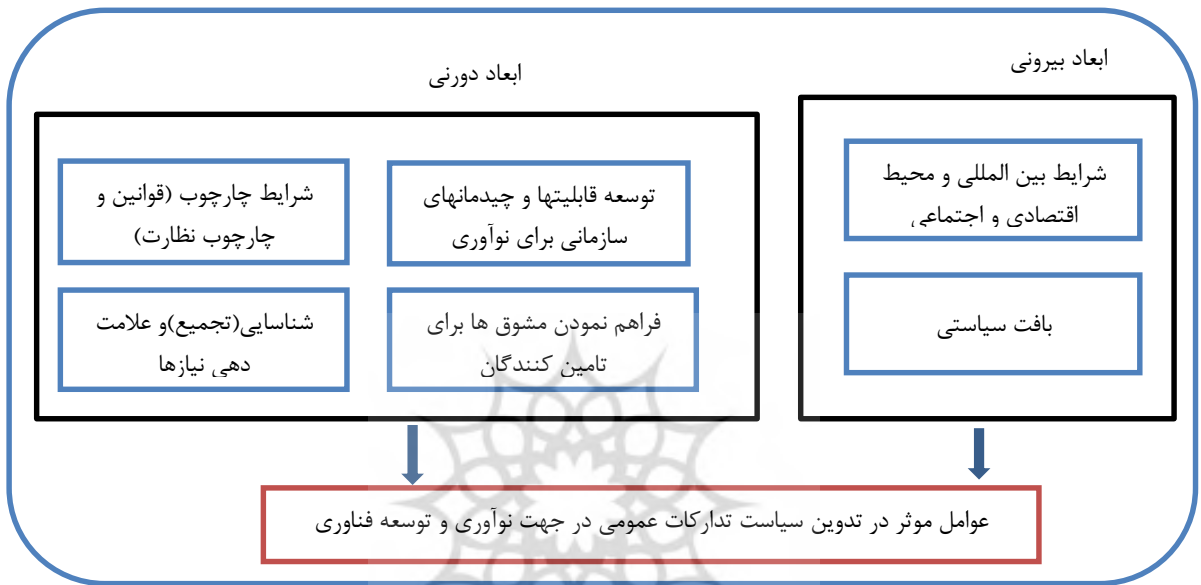 ابعاد بیرونی
شرایط بین المللی و محیط
اقتصادی و اجتماعی
بافت سیاستی
ابعاد دورنی
توسعه قابلیتها و چیدمانهای
سازمانی برای نوآوری
شرایط چارچوب (قوانین و
چارچوب نظارت)
فراهم نمودن مشوق ها برای
تامین کنندگان
شناسایی(تجمیع)و علامت
دهی نیازها
عوامل موثر در تدوین سیاست تدارکات عمومی در جهت نوآوری و توسعه فناوری